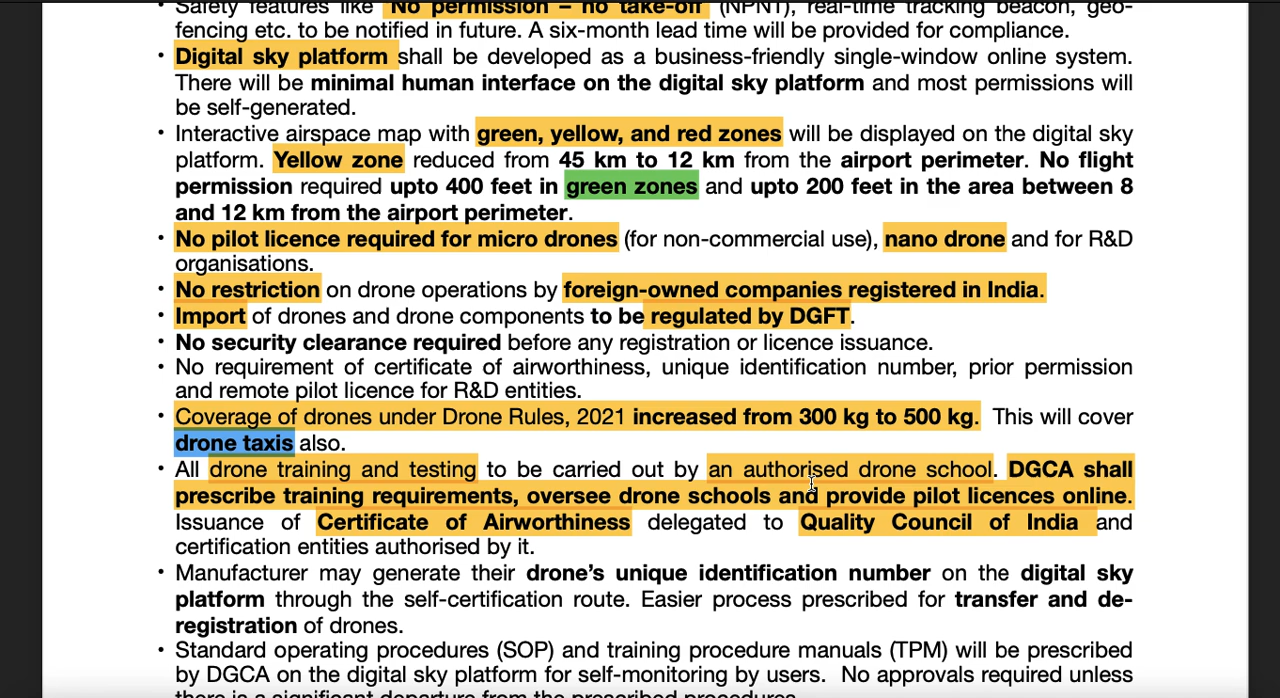 • Safety features like "No permission – no take-off" (NPNT), real-time tracking beacon, geo-
fencing etc. to be notified in future. A six-month lead time will be provided for compliance.
• Digital sky platform shall be developed as a business-friendly single-window online system.
There will be minimal human interface on the digital sky platform and most permissions will
be self-generated.
• Interactive airspace map with green, yellow, and red zones will be displayed on the digital sky
platform. Yellow zone reduced from 45 km to 12 km from the airport perimeter. No flight
permission required upto 400 feet in green zones and upto 200 feet in the area between 8
and 12 km from the airport perimeter.
• No pilot licence required for micro drones (for non-commercial use), nano drone and for R&D
organisations.
• No restriction on drone operations by foreign-owned companies registered in India.
• Import of drones and drone components to be regulated by DGFT.
• No security clearance required before any registration or licence issuance.
• No requirement of certificate of airworthiness, unique identification number, prior permission
and remote pilot licence for R&D entities.
• Coverage of drones under Drone Rules, 2021 increased from 300 kg to 500 kg. This will cover
drone taxis also.
• All drone training and testing to be carried out by an authorised drone school. DGCA shall
prescribe training requirements, oversee drone schools and provide pilot licences online.
Issuance of Certificate of Airworthiness delegated to Quality Council of India and
certification entities authorised by it.
• Manufacturer may generate their drone's unique identification number on the digital sky
platform through the self-certification route. Easier process prescribed for transfer and de-
registration of drones.
• Standard operating procedures (SOP) and training procedure manuals (TPM) will be prescribed
by DGCA on the digital sky platform for self-monitoring by users. No approvals required unless
there is a significant departure from the prescribed procedures.